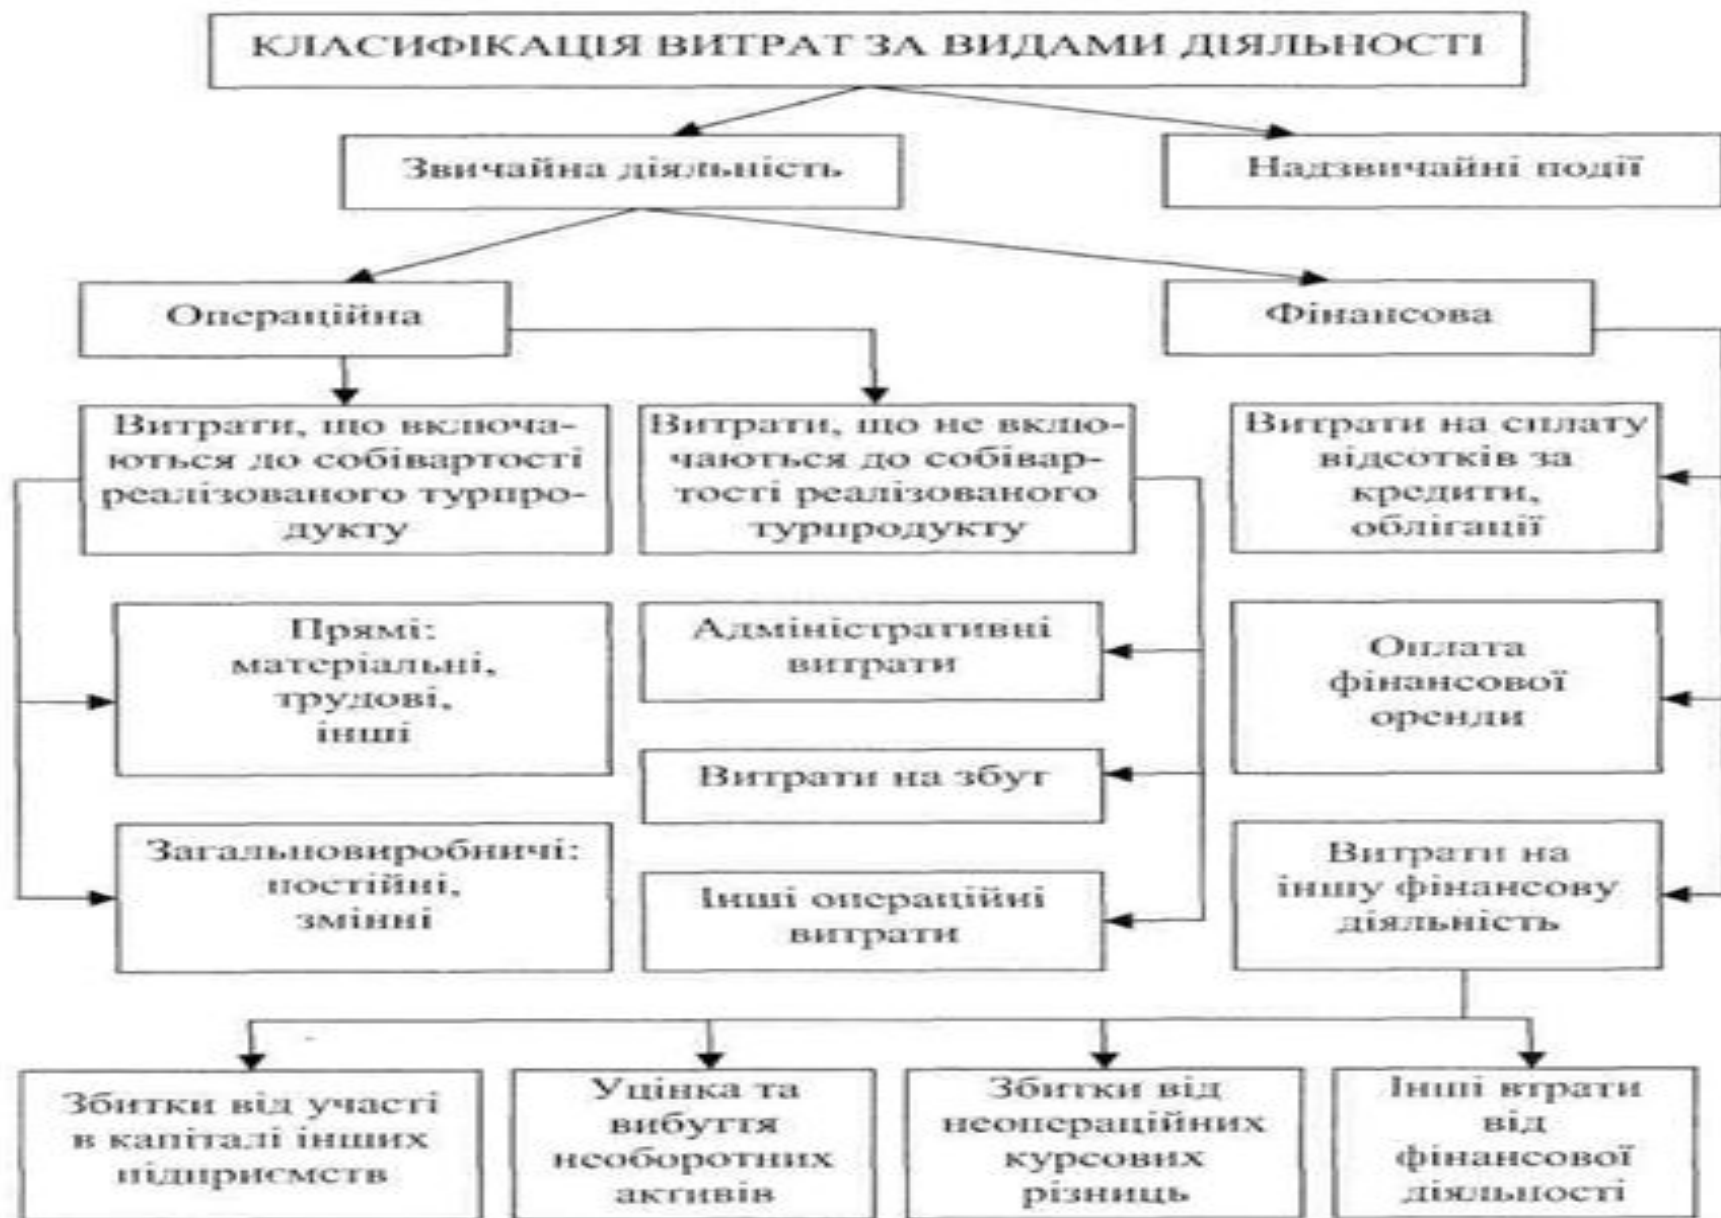 КЛАСИФІКАЦІЯ ВИТРАТ ЗА ВИДАМИ ДІЯЛЬНОСТІ
Звичайна діяльність
Надзвичайні події
Операційна
Фінансова
Витрати, що включа-
ються до собівартості
реалізованого турпро-
дукту
Витрати, що не вклю-
чаються до собівар-
тості реалізованого
турпродукту
Витрати на сплату
відсотків за
кредити,
облігації
Прямі:
матеріальні,
трудові,
інші
Адміністративні
витрати
Оплата
фінансової
оренди
Витрати на збут
Загальновиробничі:
постійні,
змінні
Інші операційні
витрати
Витрати на
іншу фінансову
діяльність
Збитки від участі
в капіталі інших
підприємств
Уцінка та
вибуття
необоротних
активів
Збитки від
неопераційних
курсових
різниць
Інші втрати
від
фінансової
діяльності